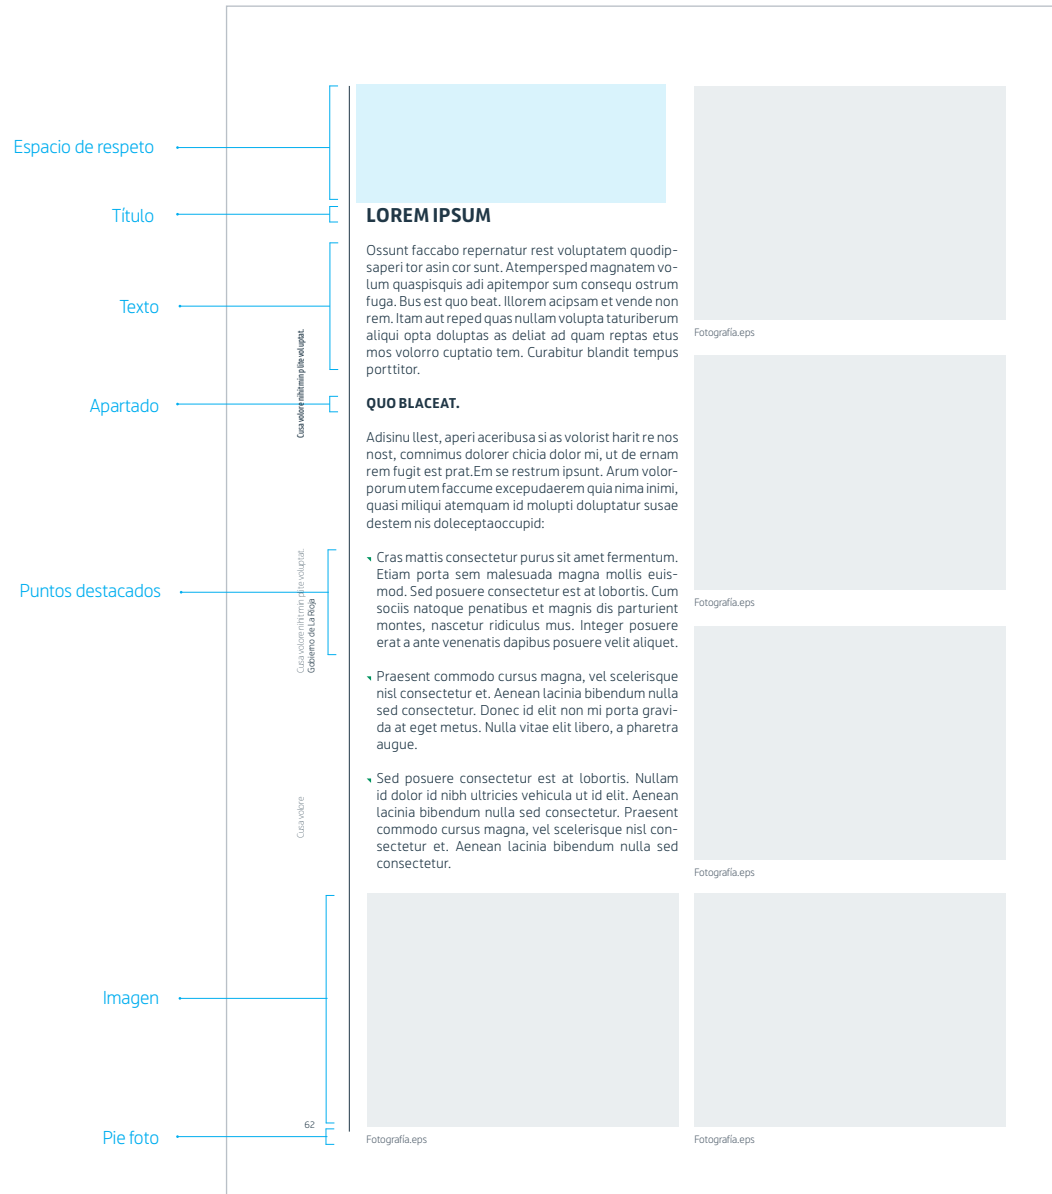 Espacio de respeto
Título
Texto
Apartado
Puntos destacados
Imagen
Pie foto
Cusa volore nihit min plite voluptat.
Cusa volore nihit min plite voluptat.
Gobierno de La Rioja
Cusa volore
62
LOREM IPSUM
Ossunt faccabo repernatur rest voluptatem quodip-
saperi tor asin cor sunt. Atempersped magnatem vo-
lum quaspisquis adi apitempor sum consequ ostrum
fuga. Bus est quo beat. Illorem acipsam et vende non
rem. Itam aut reped quas nullam volupta taturiberum
aliqui opta doluptas as deliat ad quam reptas etus
mos volorro cuptatio tem. Curabitur blandit tempus
porttitor.
QUO BLACEAT.
Adisinu llest, aperi aceribusa si as volorist harit re nos
nost, comnimus dolorer chicia dolor mi, ut de ernam
rem fugit est prat.Em se restrum ipsunt. Arum volor-
porum utem faccume excepudaerem quia nima inimi,
quasi miliqui atemquam id molupti doluptatur susae
destem nis doleceptaoccupid:
Cras mattis consectetur purus sit amet fermentum.
Etiam porta sem malesuada magna mollis euis-
mod. Sed posuere consectetur est at lobortis. Cum
sociis natoque penatibus et magnis dis parturient
montes, nascetur ridiculus mus. Integer posuere
erat a ante venenatis dapibus posuere velit aliquet.
Praesent commodo cursus magna, vel scelerisque
nisl consectetur et. Aenean lacinia bibendum nulla
sed consectetur. Donec id elit non mi porta gravi-
da at eget metus. Nulla vitae elit libero, a pharetra
augue.
Sed posuere consectetur est at lobortis. Nullam
id dolor id nibh ultricies vehicula ut id elit. Aenean
lacinia bibendum nulla sed consectetur. Praesent
commodo cursus magna, vel scelerisque nisl con-
sectetur et. Aenean lacinia bibendum nulla sed
consectetur.
Fotografía.eps
Fotografía.eps
Fotografía.eps
Fotografía.eps
Fotografía.eps